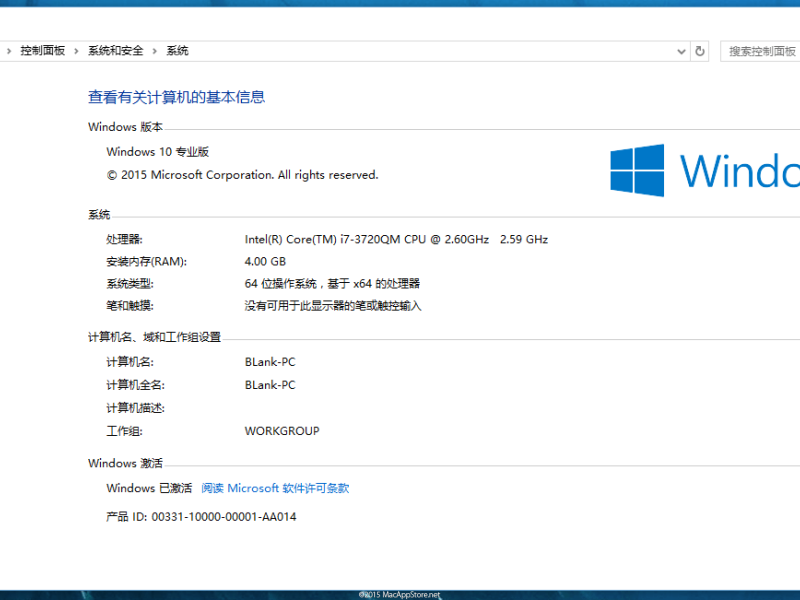 控制面板 › 系统和安全 › 系统
搜索控制面板
查看有关计算机的基本信息
Windows 版本
Windows 10 专业版
© 2015 Microsoft Corporation. All rights reserved.
Windo
系统
处理器: Intel(R) Core(TM) i7-3720QM CPU @ 2.60GHz 2.59 GHz
安装内存(RAM): 4.00 GB
系统类型: 64 位操作系统，基于 x64 的处理器
笔和触摸: 没有可用于此显示器的笔或触控输入
计算机名、域和工作组设置
计算机名: BLank-PC
计算机全名: BLank-PC
计算机描述:
工作组: WORKGROUP
Windows 激活
Windows 已激活 阅读 Microsoft 软件许可条款
产品 ID: 00331-10000-00001-AA014
©2015 MacAppStore.net